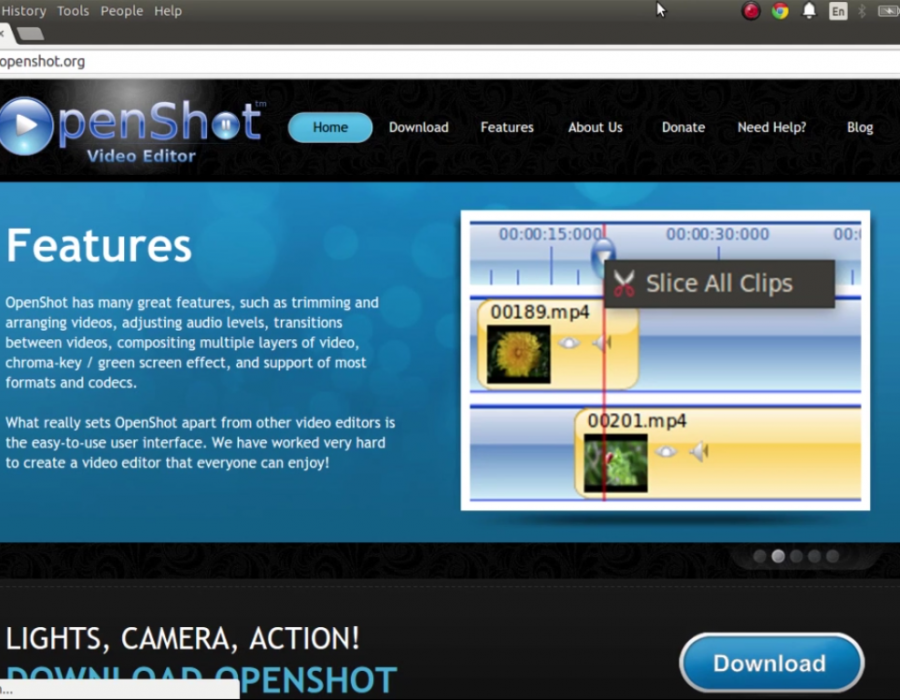 History Tools People Help
En
openshot.org
OpenShot™
Video Editor
Home Download Features About Us Donate Need Help? Blog
Features
OpenShot has many great features, such as trimming and
arranging videos, adjusting audio levels, transitions
between videos, compositing multiple layers of video,
chroma-key / green screen effect, and support of most
formats and codecs.
What really sets OpenShot apart from other video editors is
the easy-to-use user interface. We have worked very hard
to create a video editor that everyone can enjoy!
00:00:15:000 00:00:30:000 00:
Slice All Clips
00189.mp4
00201.mp4
LIGHTS, CAMERA, ACTION!
DOWNLOAD OPENSHOT
Download